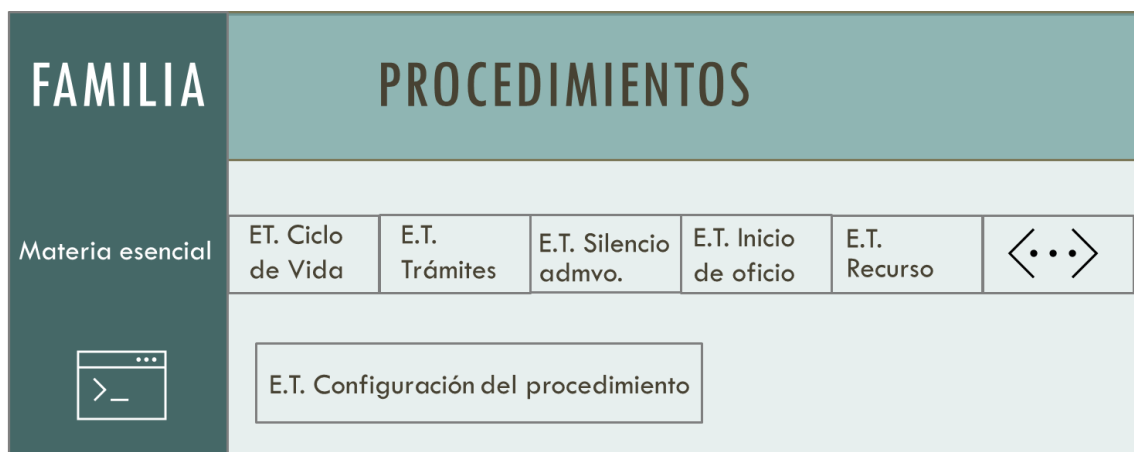 FAMILIA
PROCEDIMIENTOS
Materia esencial
ET. Ciclo
de Vida
E.T.
Trámites
E.T. Silencio
admvo.
E.T. Inicio
de oficio
E.T.
Recurso
<...>
>_
E.T. Configuración del procedimiento